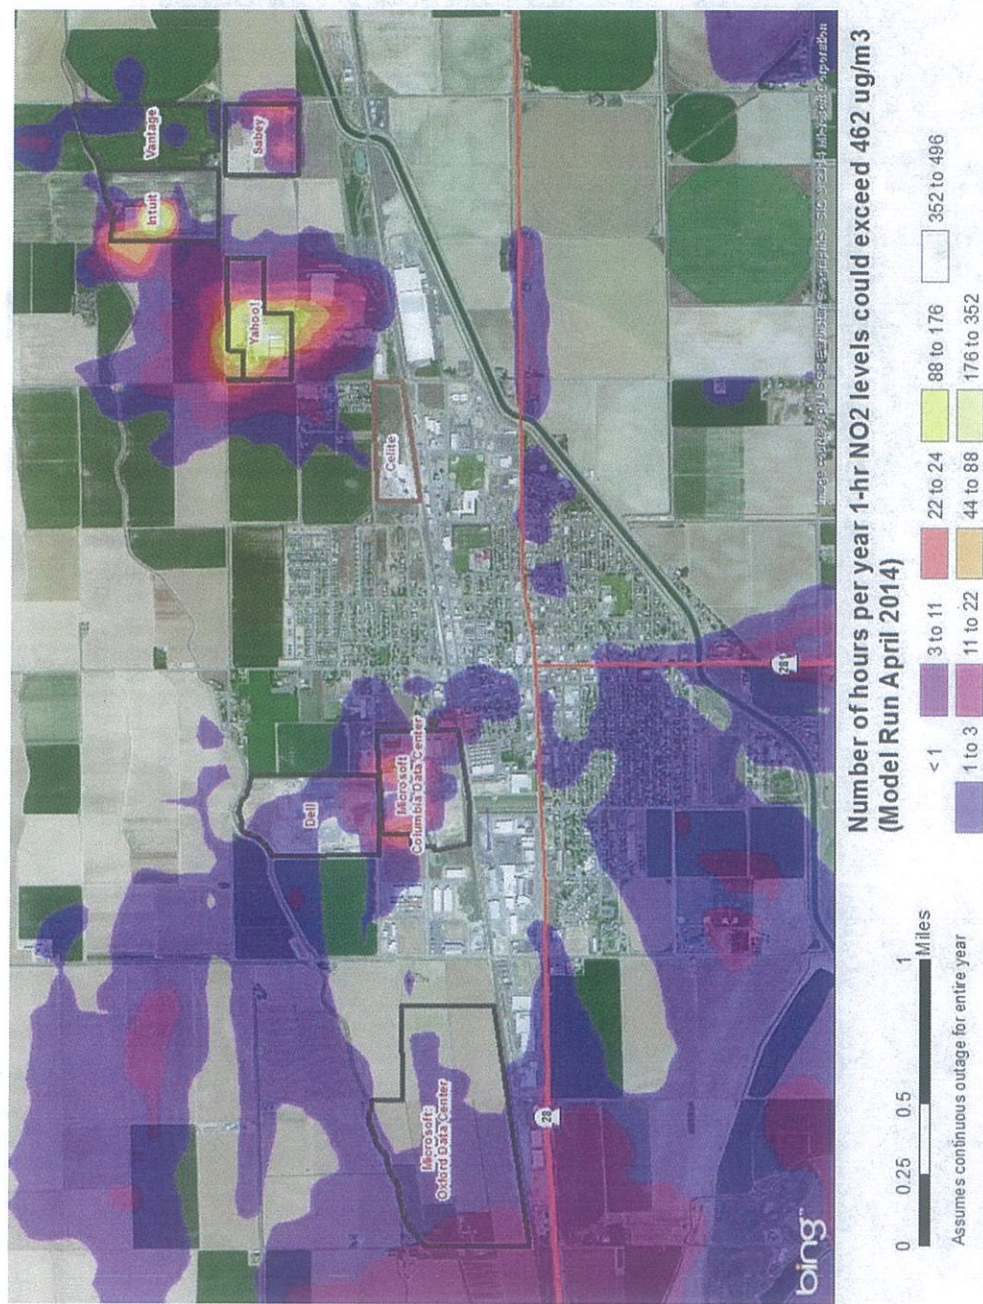 Vantage
Intuit
Sabey
Yahoo!
Celite
Dell
Microsoft
Columbia Data Center
Microsoft
Oxford Data Center
28
281
bing™
Number of hours per year 1-hr NO2 levels could exceed 462 ug/m3
(Model Run April 2014)
< 1
3 to 11
22 to 24
88 to 176
352 to 496
1 to 3
11 to 22
44 to 88
176 to 352
0 0.25 0.5 1
Miles
Assumes continuous outage for entire year